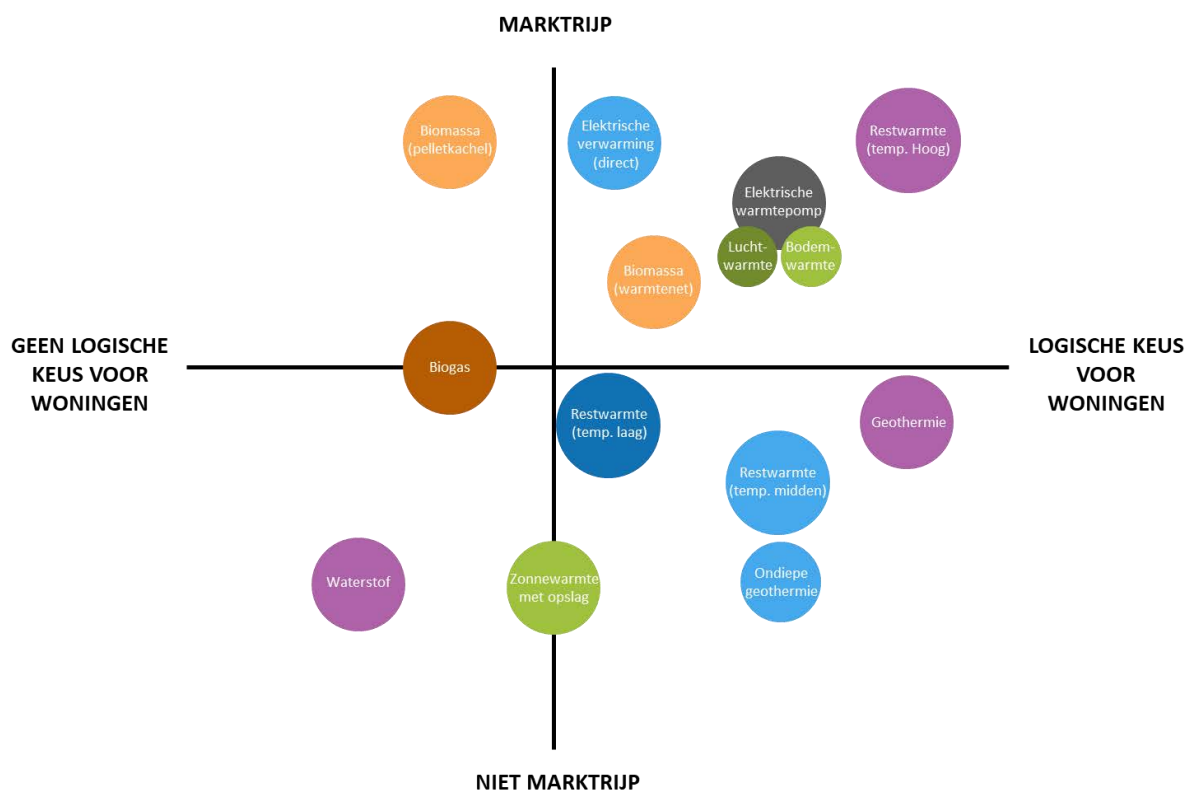 MARKTRIJP
Biomassa
(pelletkachel)
Elektrische
verwarming
(direct)
Restwarmte
(temp. Hoog)
Elektrische
warmtepomp
Lucht-
warmte
Bodem-
warmte
Biomassa
(warmtenet)
GEEN LOGISCHE
KEUS VOOR
WONINGEN
Biogas
LOGISCHE KEUS
VOOR
WONINGEN
Restwarmte
(temp. laag)
Geothermie
Restwarmte
(temp. midden)
Waterstof
Zonnewarmte
met opslag
Ondiepe
geothermie
NIET MARKTRIJP